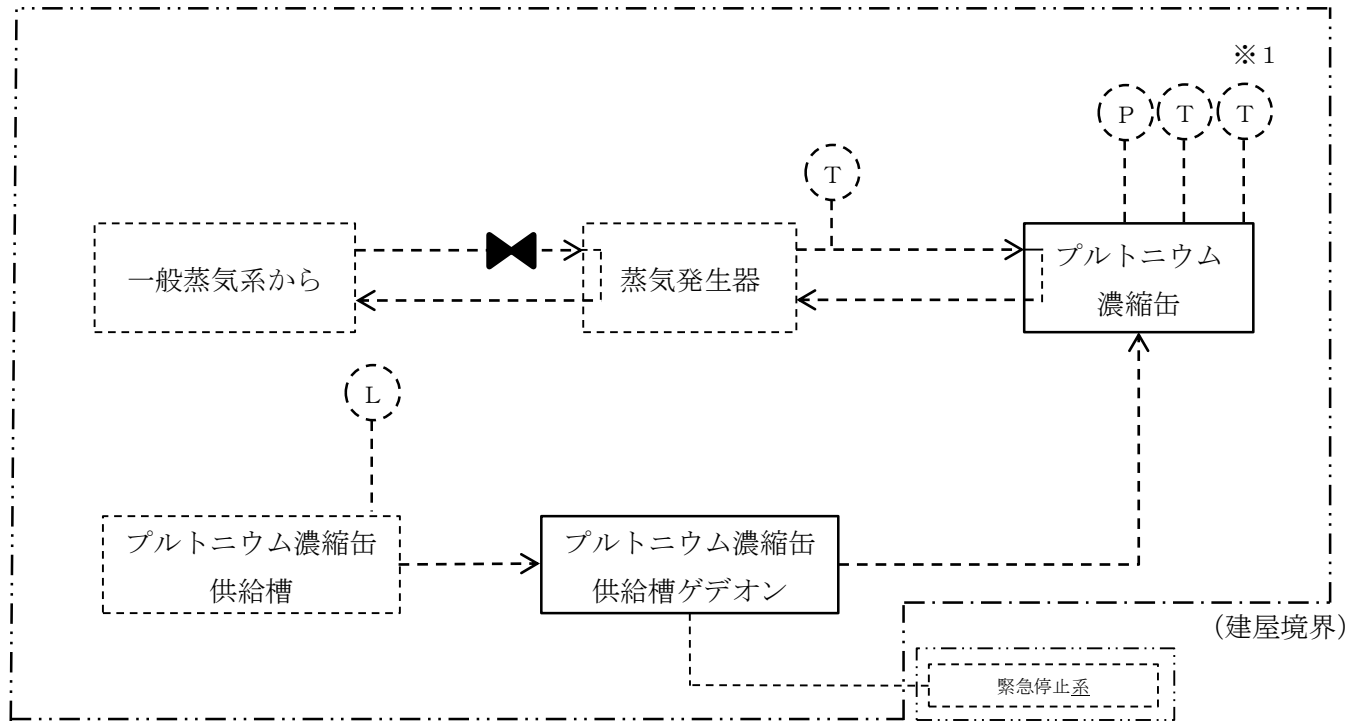 ※1
P
T
T
T
一般蒸気系から
蒸気発生器
プルトニウム
濃縮缶
L
プルトニウム濃縮缶
供給槽
プルトニウム濃縮缶
供給槽ゲデオン
(建屋境界)
緊急停止系